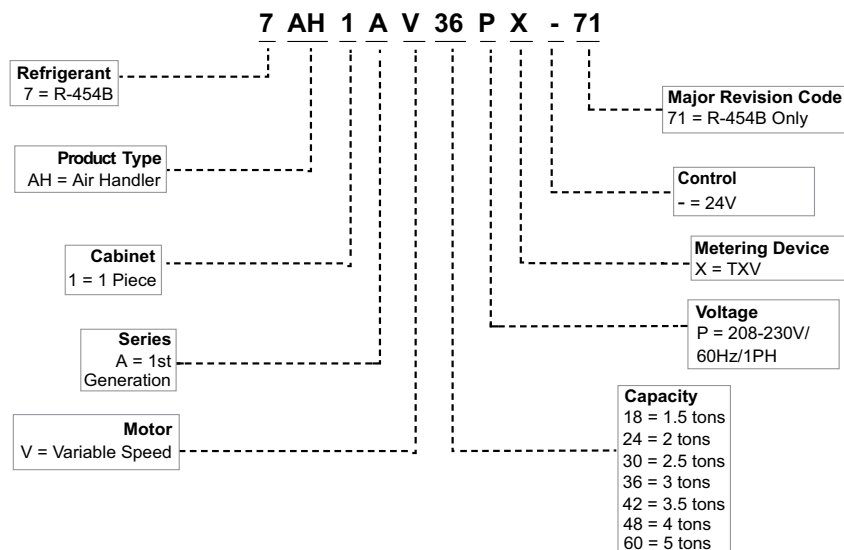 7 AH 1 A V 36 P X - 71
Refrigerant
7 = R-454B
Product Type
AH = Air Handler
Cabinet
1 = 1 Piece
Series
A = 1st
Generation
Motor
V = Variable Speed
Major Revision Code
71 = R-454B Only
Control
- = 24V
Metering Device
X = TXV
Voltage
P = 208-230V/
60Hz/1PH
Capacity
18 = 1.5 tons
24 = 2 tons
30 = 2.5 tons
36 = 3 tons
42 = 3.5 tons
48 = 4 tons
60 = 5 tons